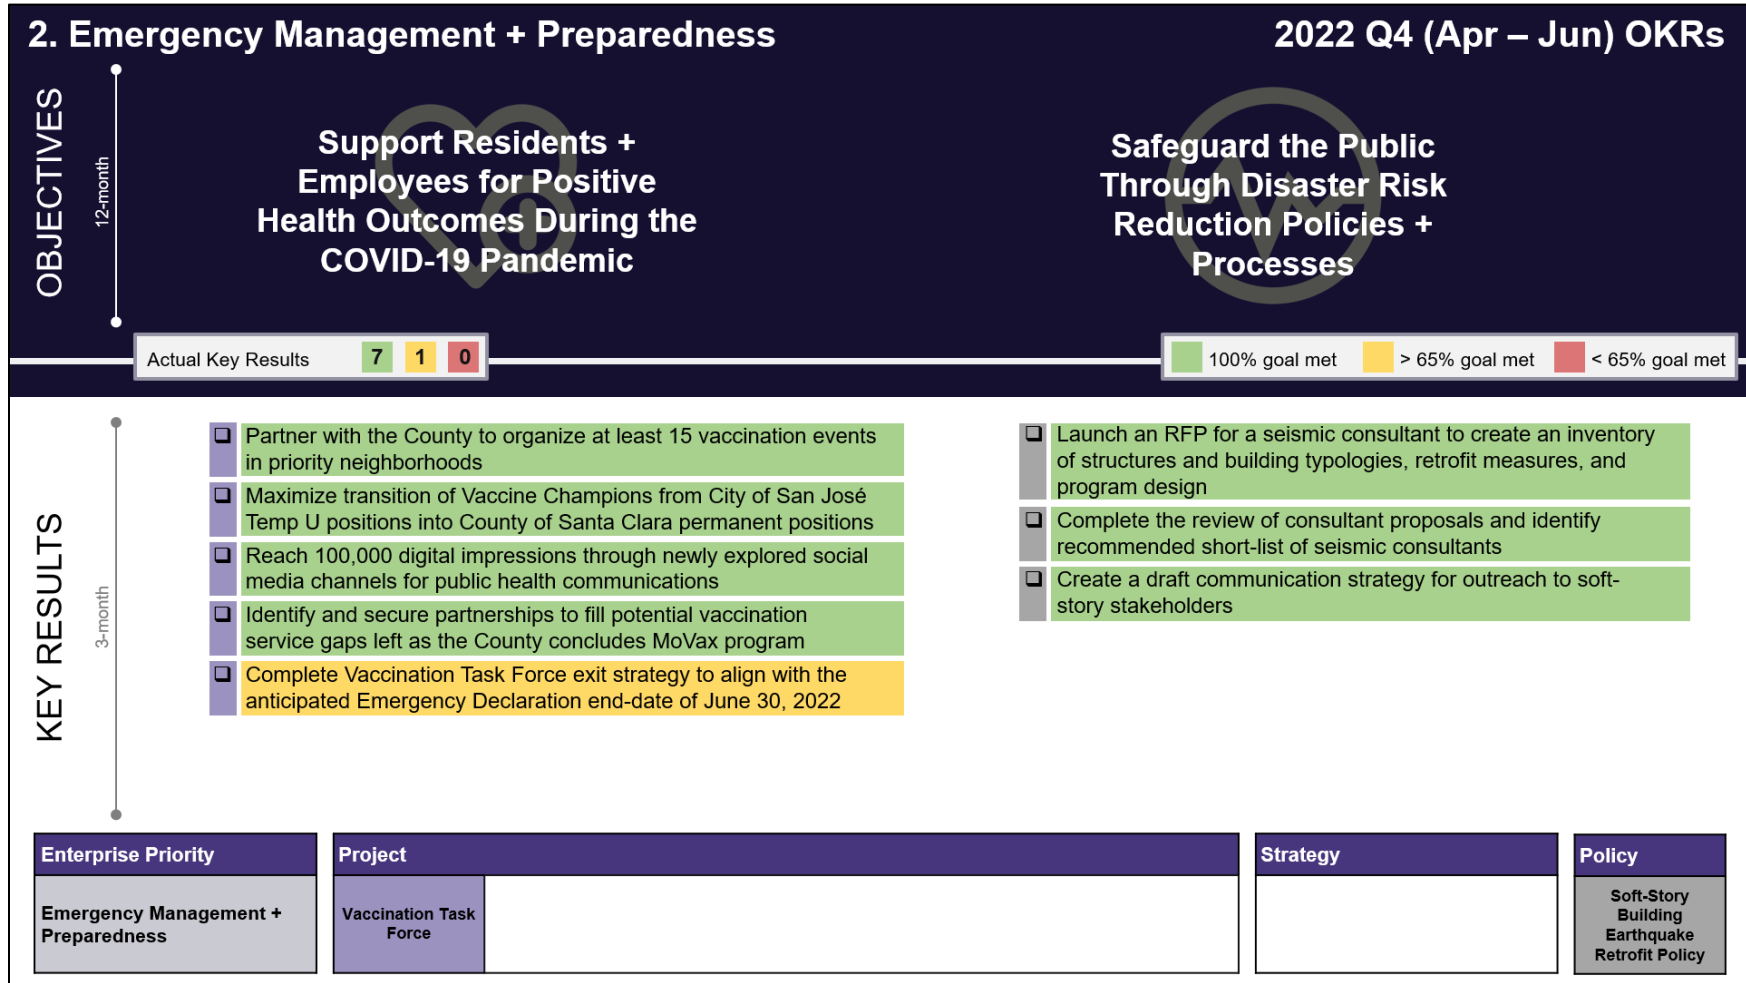 2. Emergency Management + Preparedness
2022 Q4 (Apr – Jun) OKRs
OBJECTIVES
12-month
Support Residents +
Employees for Positive
Health Outcomes During the
COVID-19 Pandemic
Safeguard the Public
Through Disaster Risk
Reduction Policies +
Processes
Actual Key Results 7 1 0
100% goal met > 65% goal met < 65% goal met
KEY RESULTS
3-month
❑ Partner with the County to organize at least 15 vaccination events
in priority neighborhoods
❑ Maximize transition of Vaccine Champions from City of San José
Temp U positions into County of Santa Clara permanent positions
❑ Reach 100,000 digital impressions through newly explored social
media channels for public health communications
❑ Identify and secure partnerships to fill potential vaccination
service gaps left as the County concludes MoVax program
❑ Complete Vaccination Task Force exit strategy to align with the
anticipated Emergency Declaration end-date of June 30, 2022
❑ Launch an RFP for a seismic consultant to create an inventory
of structures and building typologies, retrofit measures, and
program design
❑ Complete the review of consultant proposals and identify
recommended short-list of seismic consultants
❑ Create a draft communication strategy for outreach to soft-
story stakeholders
Enterprise Priority
Emergency Management +
Preparedness
Project
Vaccination Task
Force
Strategy
Policy
Soft-Story
Building
Earthquake
Retrofit Policy